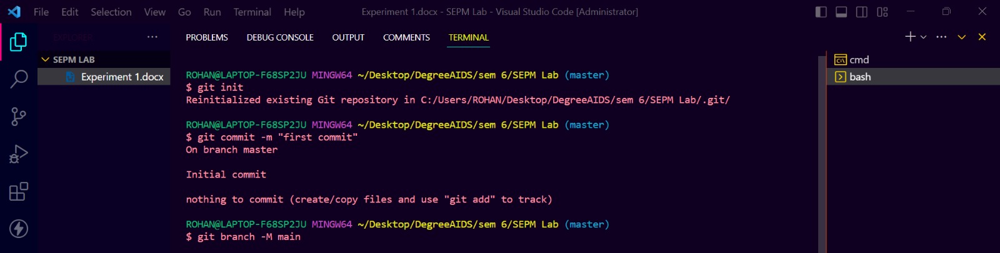 File Edit Selection View Go Run Terminal Help Experiment 1.docx - SEPM Lab - Visual Studio Code [Administrator]
EXPLORER ···
PROBLEMS DEBUG CONSOLE OUTPUT COMMENTS TERMINAL
SEPM LAB
Experiment 1.docx
ROHAN@LAPTOP-F68SP2JU MINGW64 ~/Desktop/DegreeAIDS/sem 6/SEPM Lab (master)
$ git init
Reinitialized existing Git repository in C:/Users/ROHAN/Desktop/DegreeAIDS/sem 6/SEPM Lab/.git/
ROHAN@LAPTOP-F68SP2JU MINGW64 ~/Desktop/DegreeAIDS/sem 6/SEPM Lab (master)
$ git commit -m "first commit"
On branch master
Initial commit
nothing to commit (create/copy files and use "git add" to track)
ROHAN@LAPTOP-F68SP2JU MINGW64 ~/Desktop/DegreeAIDS/sem 6/SEPM Lab (master)
$ git branch -M main
cmd
bash